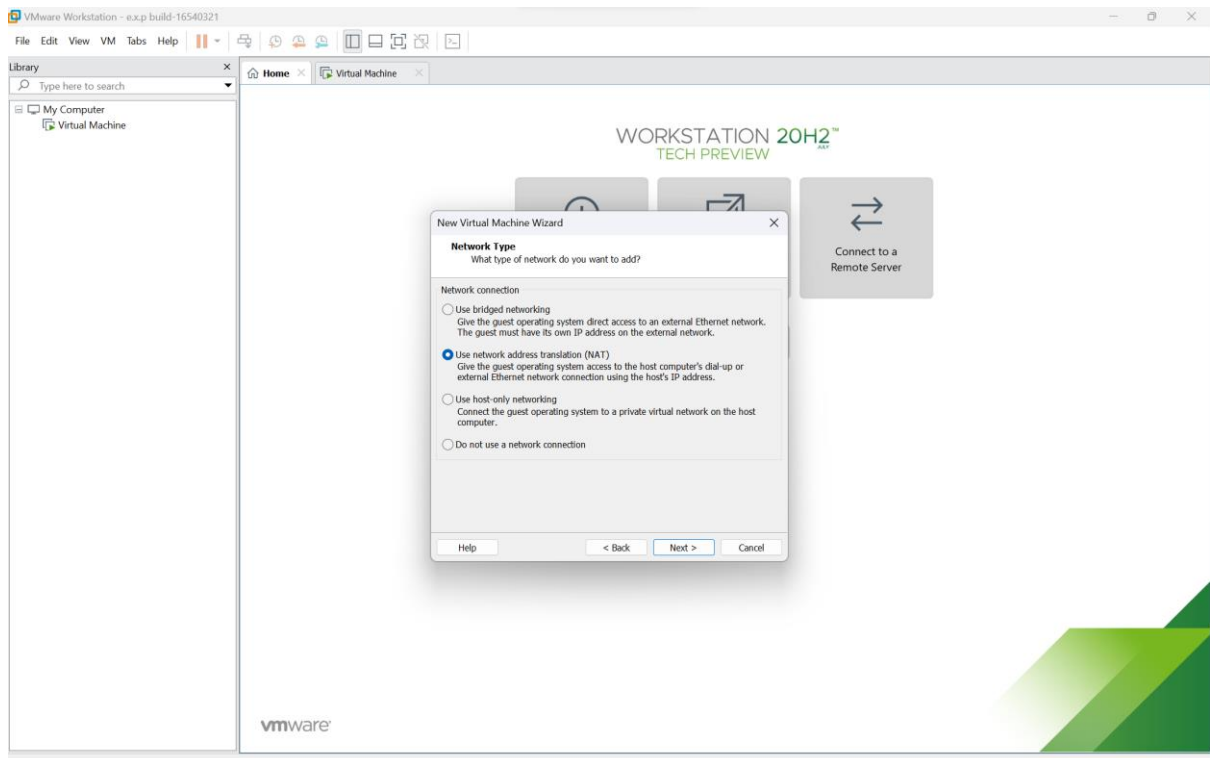 VMware Workstation - e.x.p build-16540321
File Edit View VM Tabs Help
Library
Type here to search
My Computer
Virtual Machine
Home
Virtual Machine
WORKSTATION 20H2™
TECH PREVIEW
Connect to a
Remote Server
New Virtual Machine Wizard
Network Type
What type of network do you want to add?
Network connection
Use bridged networking
Give the guest operating system direct access to an external Ethernet network.
The guest must have its own IP address on the external network.
Use network address translation (NAT)
Give the guest operating system access to the host computer's dial-up or
external Ethernet network connection using the host's IP address.
Use host-only networking
Connect the guest operating system to a private virtual network on the host
computer.
Do not use a network connection
Help < Back Next > Cancel
vmware